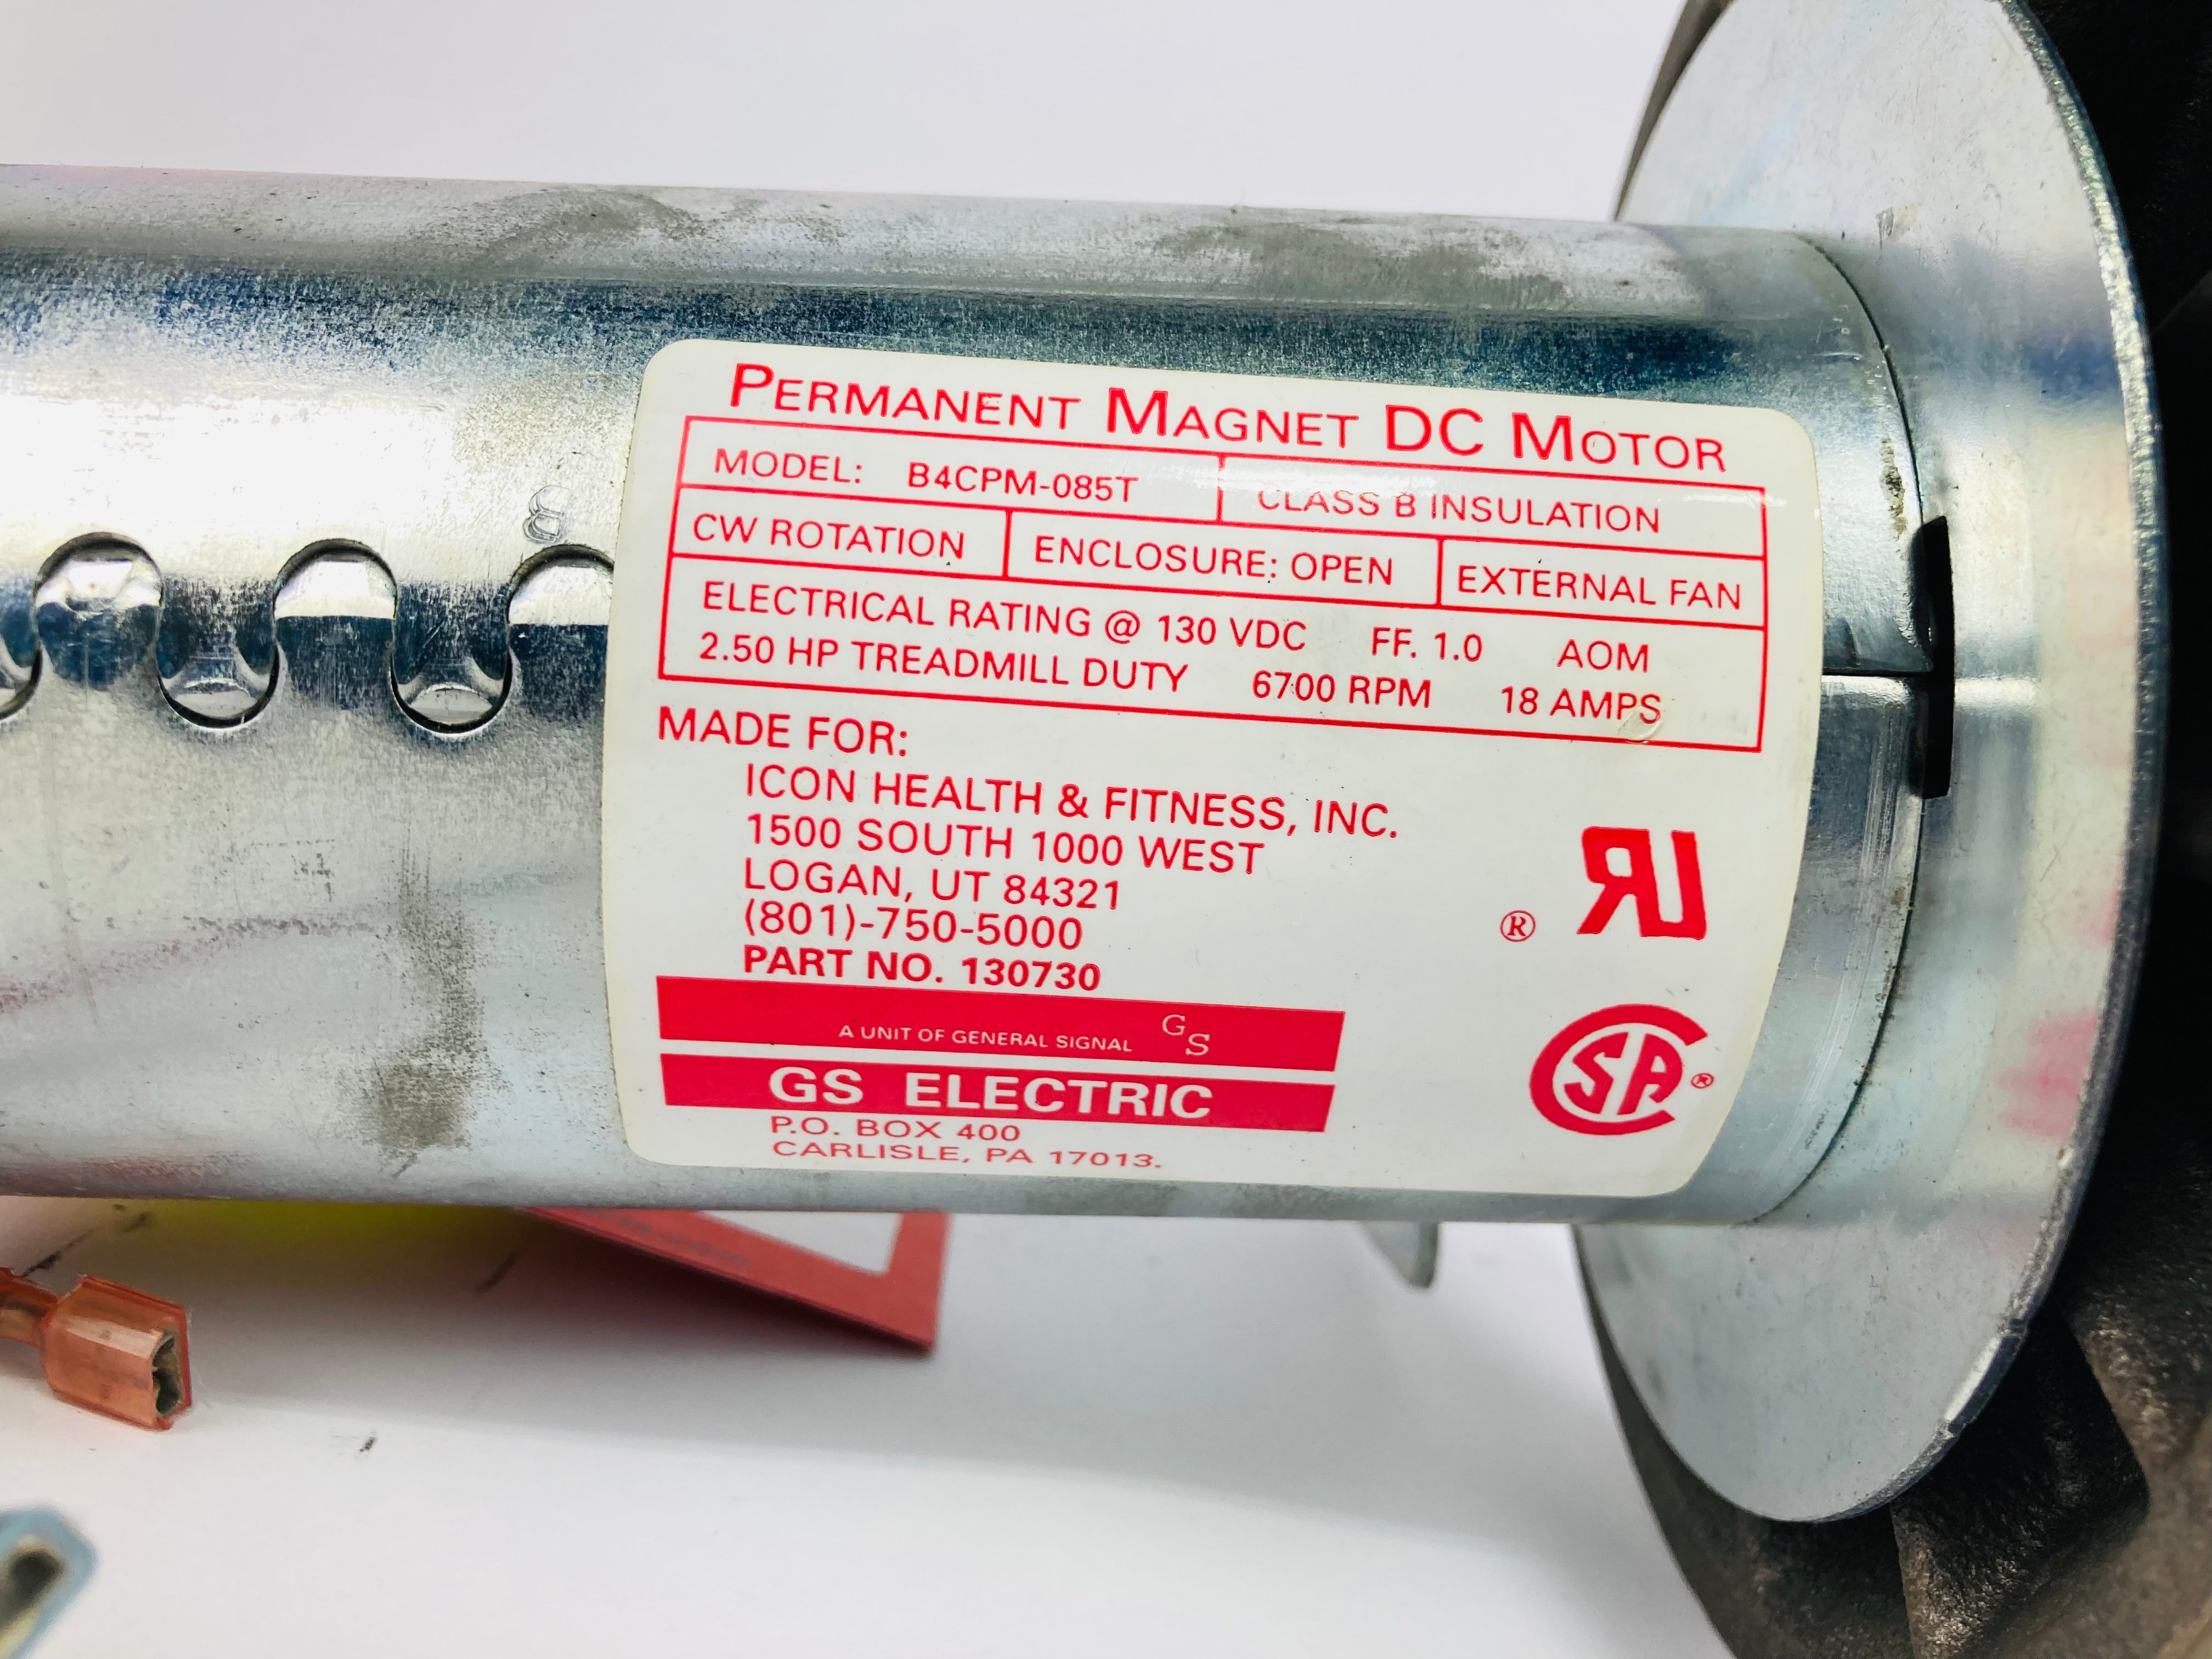 PERMANENT MAGNET DC MOTOR
MODEL: B4CPM-085T CLASS B INSULATION
CW ROTATION ENCLOSURE: OPEN EXTERNAL FAN
ELECTRICAL RATING @ 130 VDC FF. 1.0 AOM
2.50 HP TREADMILL DUTY 6700 RPM 18 AMPS
MADE FOR:
ICON HEALTH & FITNESS, INC.
1500 SOUTH 1000 WEST
LOGAN, UT 84321
(801)-750-5000
PART NO. 130730
A UNIT OF GENERAL SIGNAL GS
GS ELECTRIC
P.O. BOX 400
CARLISLE, PA 17013.
® UR
CSA®